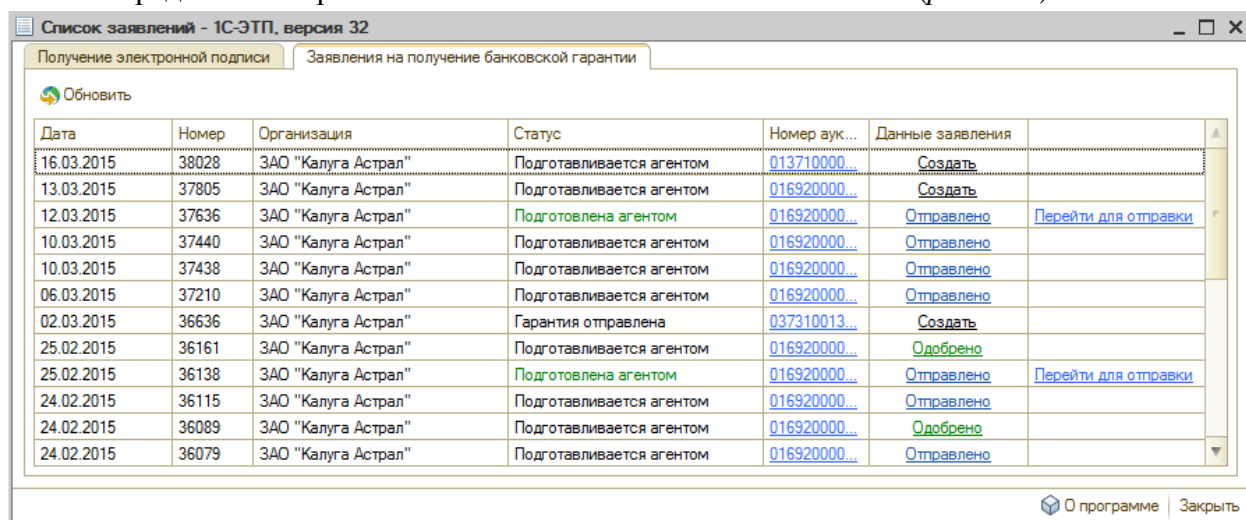 Список заявлений - 1С-ЭТП, версия 32
Получение электронной подписи Заявления на получение банковской гарантии
Обновить
Дата Номер Организация Статус Номер аук... Данные заявления
16.03.2015 38028 ЗАО "Калуга Астрал" Подготавливается агентом 013710000... Создать
13.03.2015 37805 ЗАО "Калуга Астрал" Подготавливается агентом 016920000... Создать
12.03.2015 37636 ЗАО "Калуга Астрал" Подготовлена агентом 016920000... Отправлено Перейти для отправки
10.03.2015 37440 ЗАО "Калуга Астрал" Подготавливается агентом 016920000... Отправлено
10.03.2015 37438 ЗАО "Калуга Астрал" Подготавливается агентом 016920000... Отправлено
06.03.2015 37210 ЗАО "Калуга Астрал" Подготавливается агентом 016920000... Отправлено
02.03.2015 36636 ЗАО "Калуга Астрал" Гарантия отправлена 037310013... Создать
25.02.2015 36161 ЗАО "Калуга Астрал" Подготавливается агентом 016920000... Одобрено
25.02.2015 36138 ЗАО "Калуга Астрал" Подготовлена агентом 016920000... Отправлено Перейти для отправки
24.02.2015 36115 ЗАО "Калуга Астрал" Подготавливается агентом 016920000... Отправлено
24.02.2015 36089 ЗАО "Калуга Астрал" Подготавливается агентом 016920000... Одобрено
24.02.2015 36079 ЗАО "Калуга Астрал" Подготавливается агентом 016920000... Отправлено
О программе Закрыть